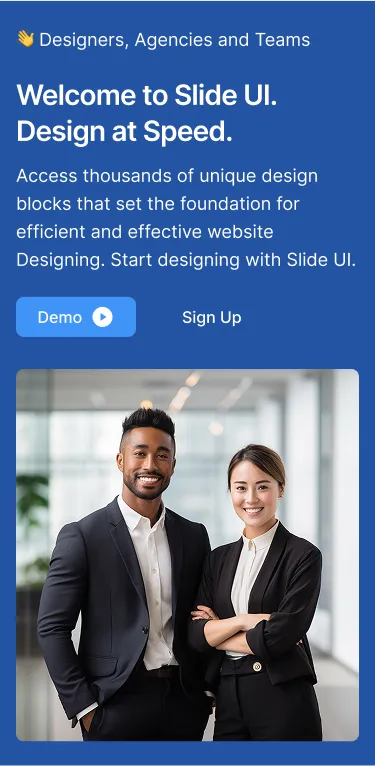 👋 Designers, Agencies and Teams
Welcome to Slide UI.
Design at Speed.
Access thousands of unique design
blocks that set the foundation for
efficient and effective website
Designing. Start designing with Slide UI.
Demo
Sign Up